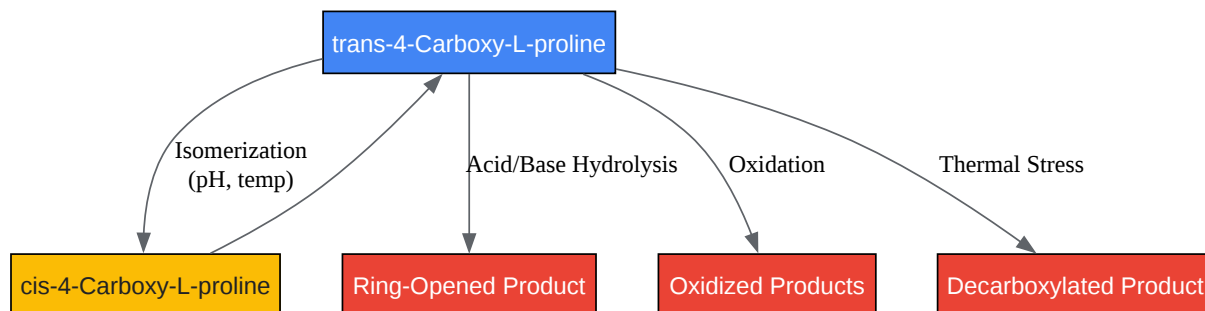 trans-4-Carboxy-L-proline
Isomerization
(pH, temp)
Acid/Base Hydrolysis
Oxidation
Thermal Stress
cis-4-Carboxy-L-proline
Ring-Opened Product
Oxidized Products
Decarboxylated Product